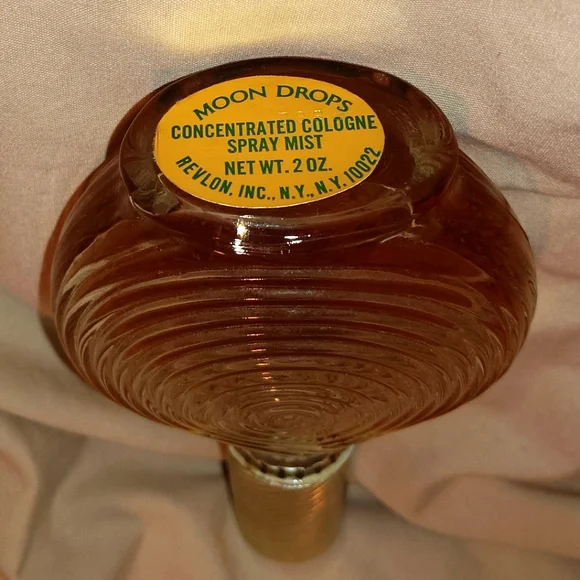 MOON DROPS
CONCENTRATED COLOGNE
SPRAY MIST
NET WT. 2 OZ.
REVLON, INC., N.Y., N.Y. 10022